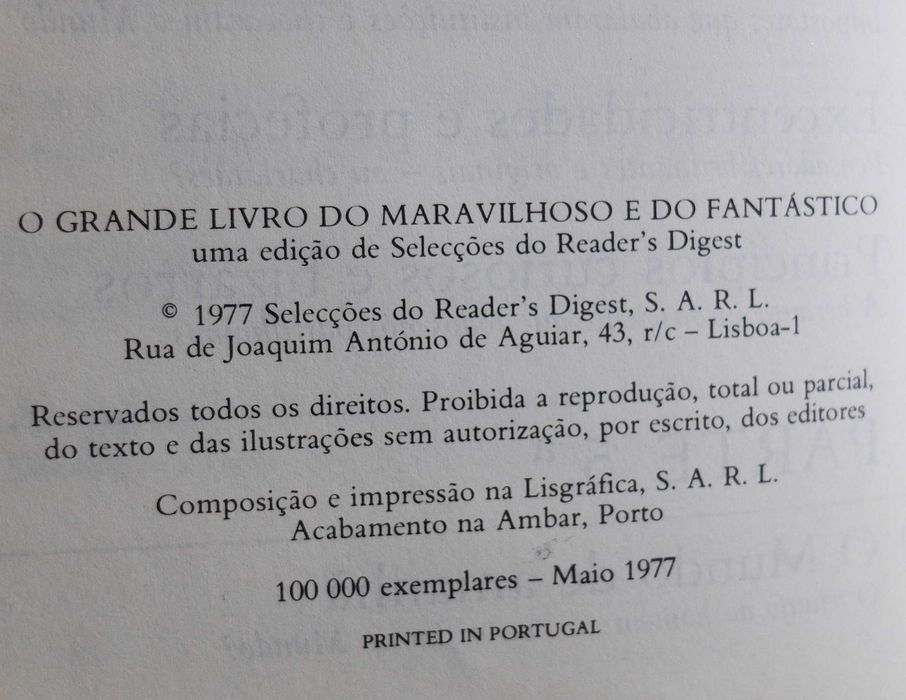 O GRANDE LIVRO DO MARAVILHOSO E DO FANTÁSTICO
uma edição de Selecções do Reader's Digest
© 1977 Selecções do Reader's Digest, S. A. R. L.
Rua de Joaquim António de Aguiar, 43, r/c – Lisboa-1
Reservados todos os direitos. Proibida a reprodução, total ou parcial,
do texto e das ilustrações sem autorização, por escrito, dos editores
Composição e impressão na Lisgráfica, S. A. R. L.
Acabamento na Ambar, Porto
100 000 exemplares – Maio 1977
PRINTED IN PORTUGAL